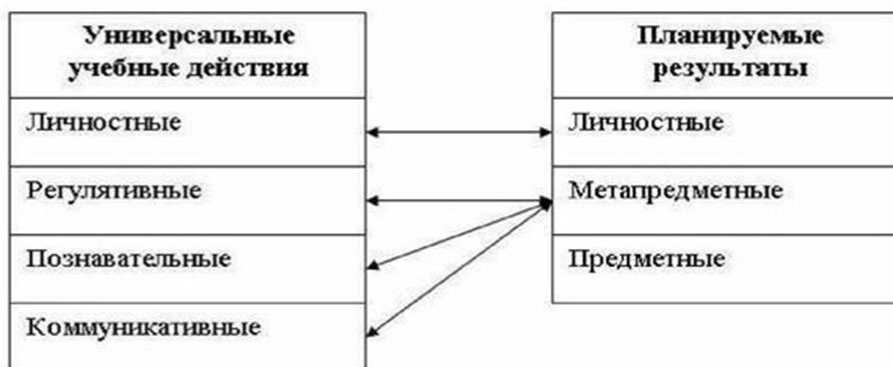 Универсальные
учебные действия
Личностные
Регулятивные
Познавательные
Коммуникативные
Планируемые
результаты
Личностные
Метапредметные
Предметные